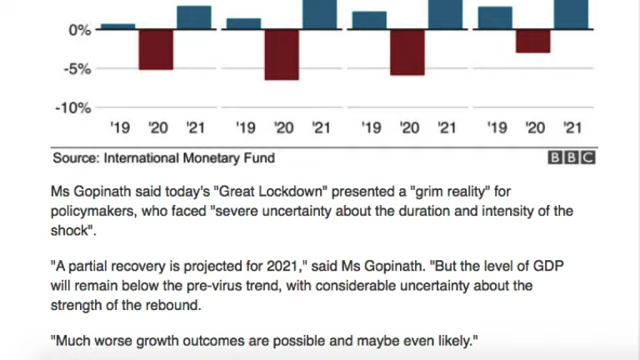 0%
-5%
-10%
'19 '20 '21 '19 '20 '21 '19 '20 '21 '19 '20 '21
Source: International Monetary Fund BBC
Ms Gopinath said today's "Great Lockdown" presented a "grim reality" for
policymakers, who faced "severe uncertainty about the duration and intensity of the
shock".
"A partial recovery is projected for 2021," said Ms Gopinath. "But the level of GDP
will remain below the pre-virus trend, with considerable uncertainty about the
strength of the rebound.
"Much worse growth outcomes are possible and maybe even likely."